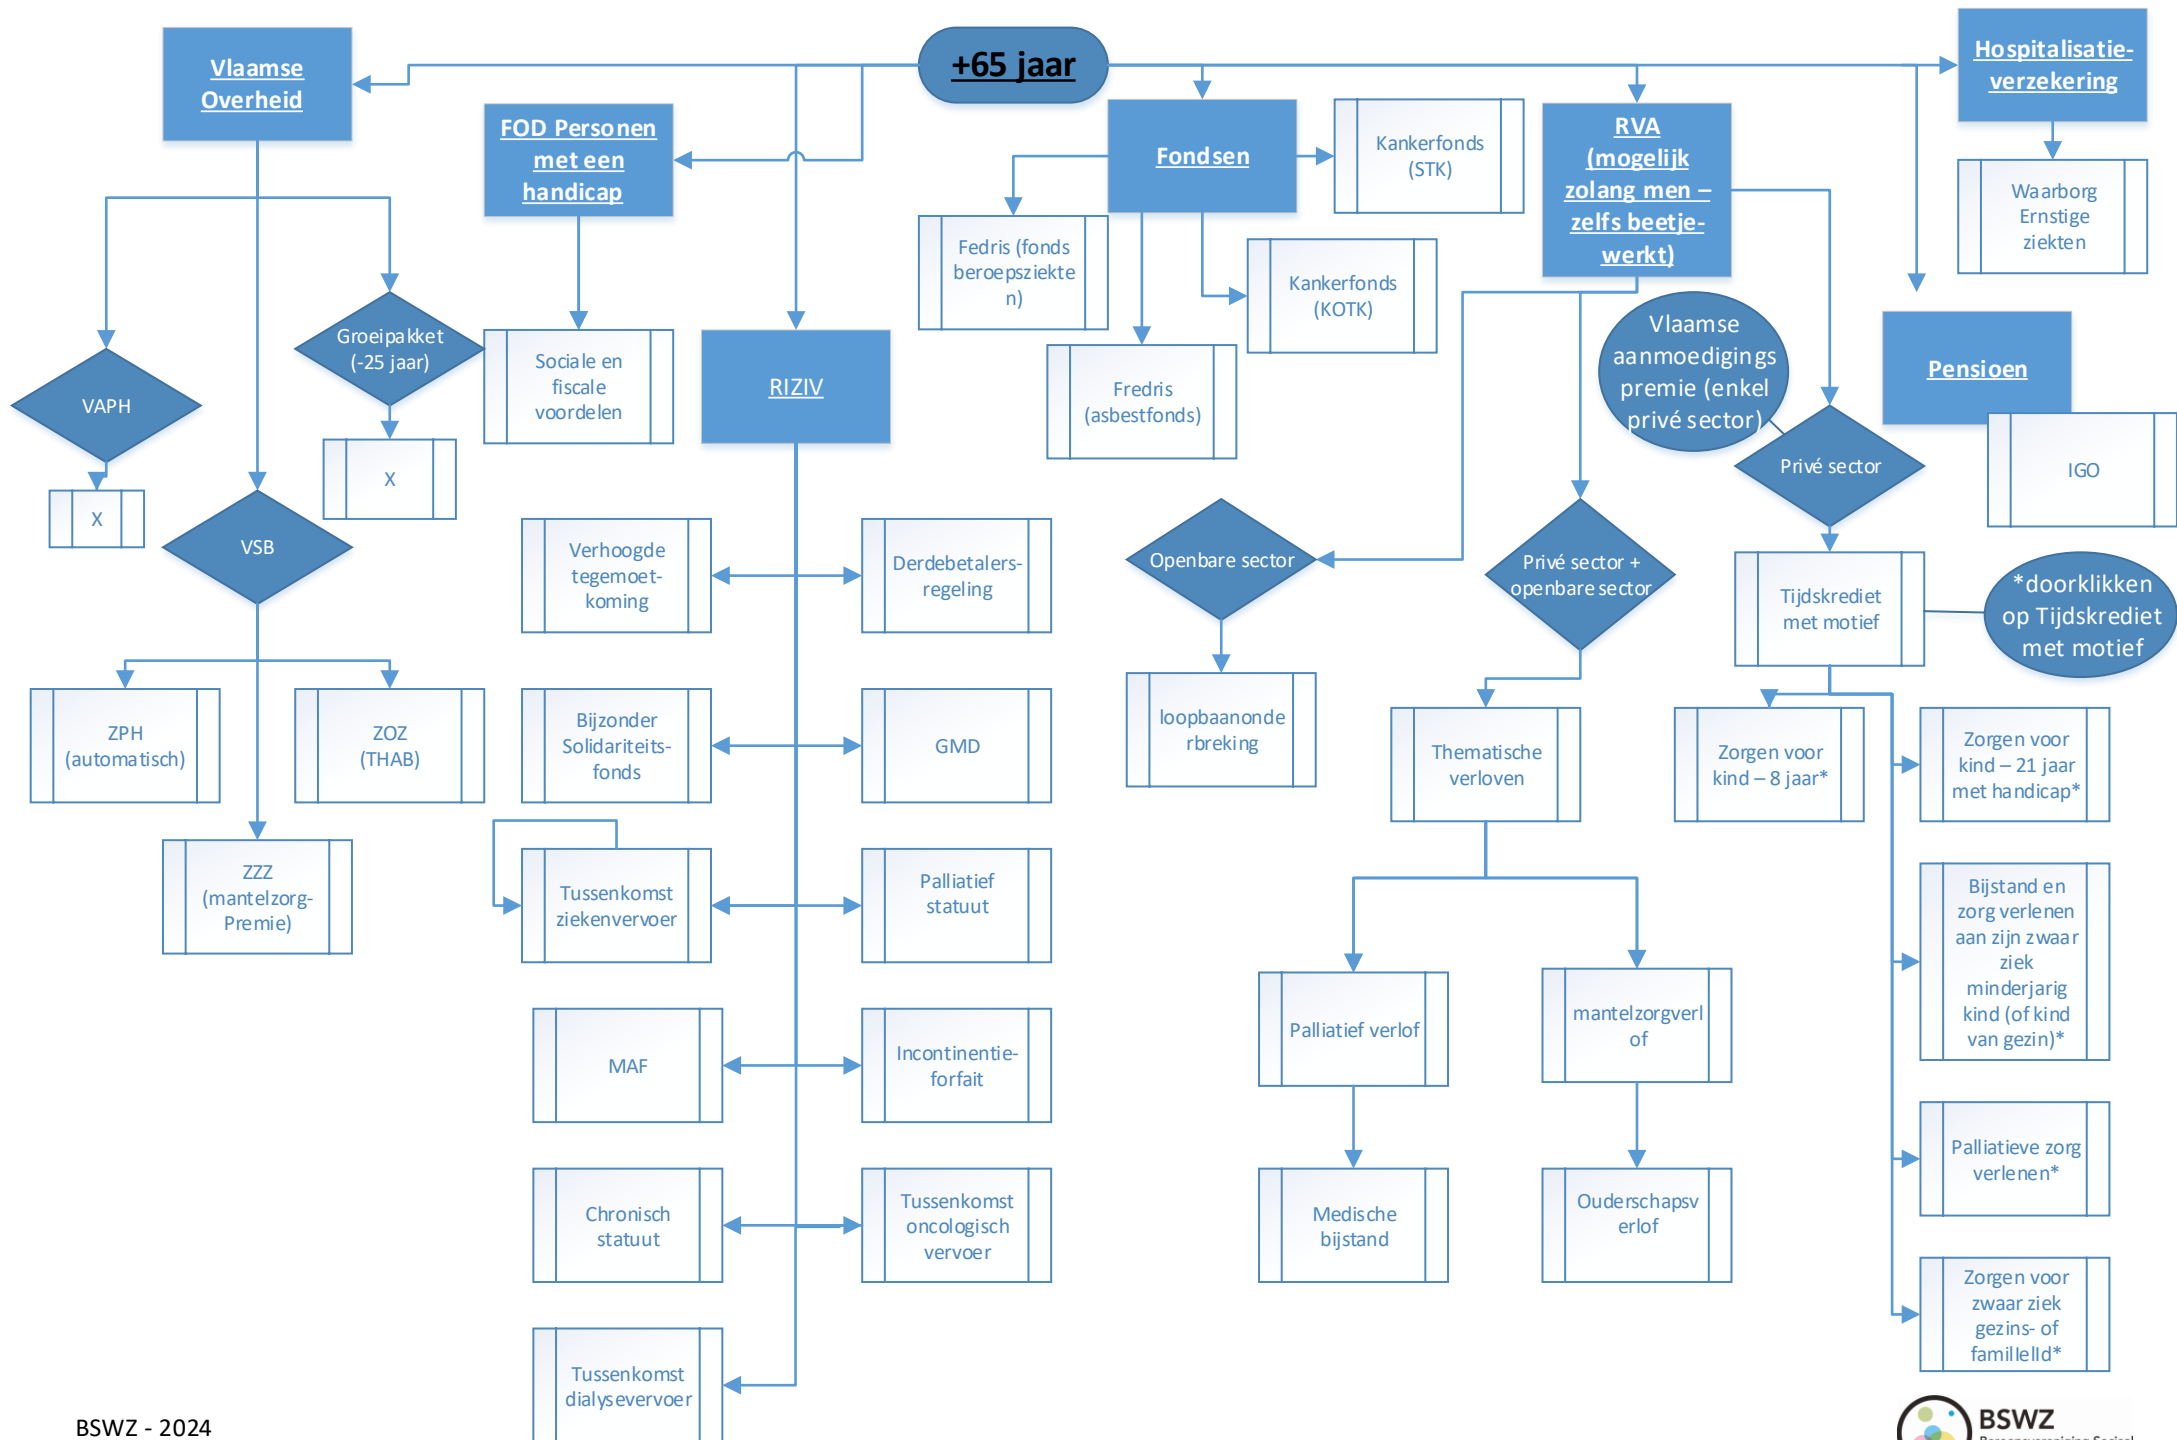 +65 jaar
Vlaamse
Overheid
FOD Personen
met een
handicap
Fondsen
RVA
(mogelijk
zolang men –
zelfs beetje-
werkt)
Hospitalisatie-
verzekering
Kankerfonds
(STK)
Waarborg
Ernstige
ziekten
Fedris (fonds
beroepsziekte
n)
Kankerfonds
(KOTK)
Fredris
(asbestfonds)
Groeipakket
(-25 jaar)
Sociale en
fiscale
voordelen
RIZIV
Vlaamse
aanmoedigings
premie (enkel
privé sector)
Pensioen
IGO
VAPH
X
X
VSB
Privé sector
Openbare sector
Privé sector +
openbare sector
Tijdskrediet
met motief
*doorklikken
op Tijdskrediet
met motief
Verhoogde
tegemoet-
koming
Derdebetalers-
regeling
ZPH
(automatisch)
ZOZ
(THAB)
ZZZ
(mantelzorg-
Premie)
Bijzonder
Solidariteits-
fonds
GMD
loopbaanonde
rbreking
Thematische
verloven
Zorgen voor
kind – 8 jaar*
Zorgen voor
kind – 21 jaar
met handicap*
Tussenkomst
ziekenvervoer
Palliatief
statuut
Bijstand en
zorg verlenen
aan zijn zwaar
ziek
minderjarig
kind (of kind
van gezin)*
MAF
Incontinentie-
forfait
Palliatief verlof
mantelzorgverl
of
Palliatieve zorg
verlenen*
Chronisch
statuut
Tussenkomst
oncologisch
vervoer
Medische
bijstand
Ouderschapsv
erlof
Zorgen voor
zwaar ziek
gezins- of
famIlIelId*
Tussenkomst
dialysevervoer
BSWZ - 2024
BSWZ